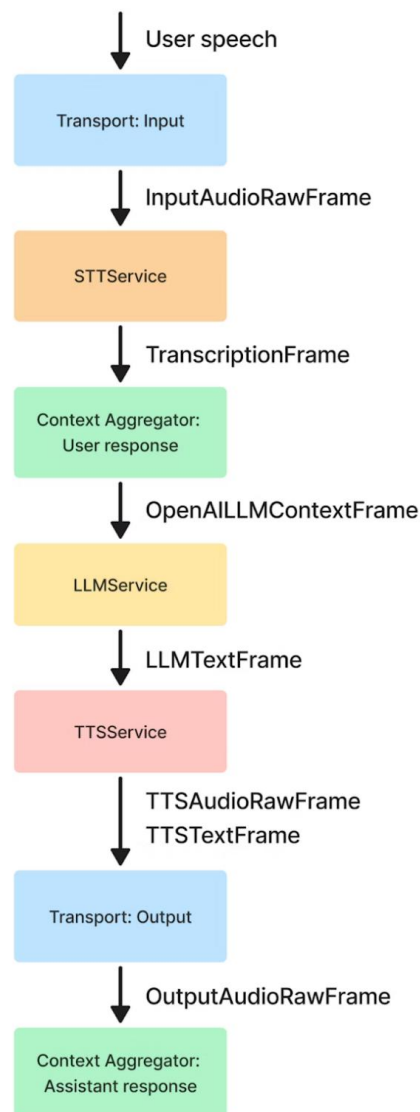 User speech
Transport: Input
InputAudioRawFrame
STTService
TranscriptionFrame
Context Aggregator:
User response
OpenAILLMContextFrame
LLMService
LLMTextFrame
TTSService
TTSAudioRawFrame
TTSTextFrame
Transport: Output
OutputAudioRawFrame
Context Aggregator:
Assistant response